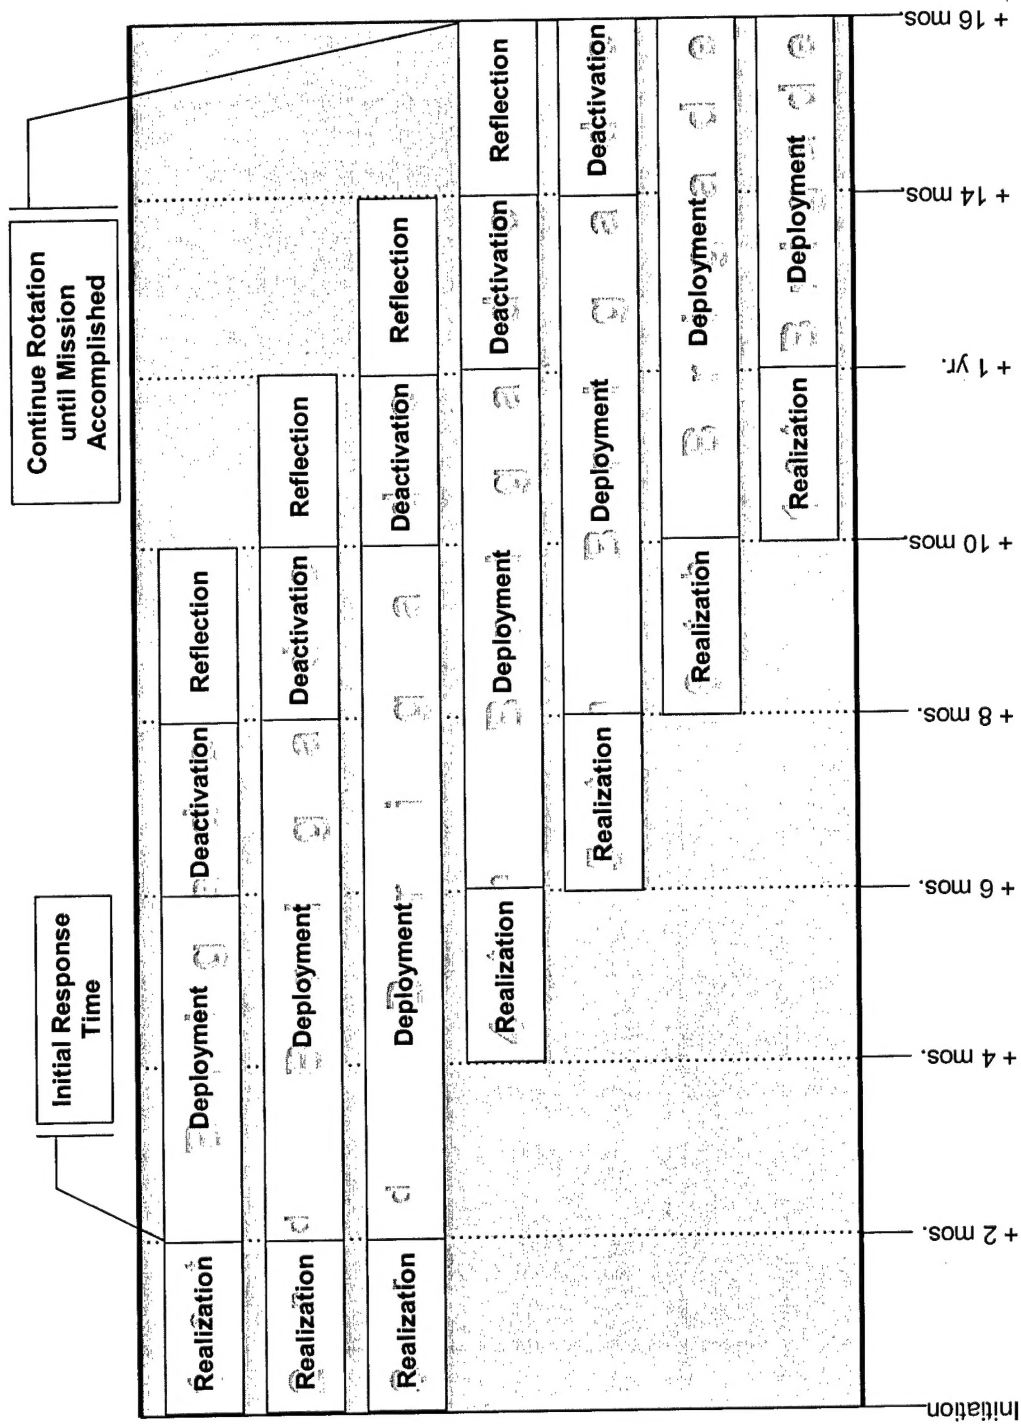 Continue Rotation
until Mission
Accomplished
Initial Response
Time
Realization Deployment Deactivation Reflection
Realization Deployment Deactivation Reflection
Realization Deployment Deactivation Reflection
Realization Deployment Deactivation Reflection
Realization Deployment Deactivation
Realization Deployment
Realization Deployment
Initiation
+ 2 mos.
+ 4 mos.
+ 6 mos.
+ 8 mos.
+ 10 mos.
+ 1 yr.
+ 14 mos.
+ 16 mos.